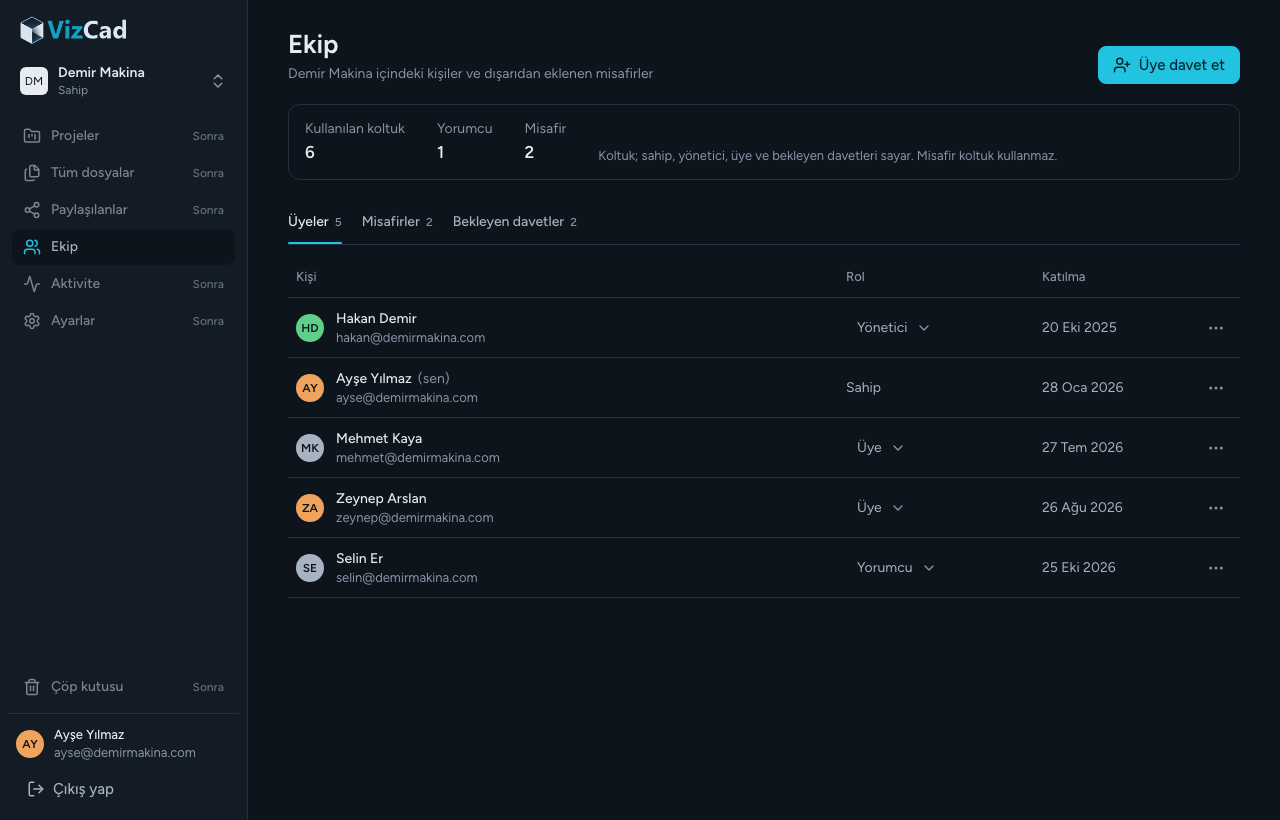 VizCad
DM
Demir Makina
Sahip
Projeler Sonra
Tüm dosyalar Sonra
Paylaşılanlar Sonra
Ekip
Aktivite Sonra
Ayarlar Sonra
Çöp kutusu Sonra
AY
Ayşe Yılmaz
ayse@demirmakina.com
Çıkış yap
Ekip
Demir Makina içindeki kişiler ve dışarıdan eklenen misafirler
Üye davet et
Kullanılan koltuk Yorumcu Misafir
6 1 2
Koltuk; sahip, yönetici, üye ve bekleyen davetleri sayar. Misafir koltuk kullanmaz.
Üyeler 5 Misafirler 2 Bekleyen davetler 2
Kişi Rol Katılma
HD
Hakan Demir
hakan@demirmakina.com
Yönetici 20 Eki 2025
AY
Ayşe Yılmaz (sen)
ayse@demirmakina.com
Sahip 28 Oca 2026
MK
Mehmet Kaya
mehmet@demirmakina.com
Üye 27 Tem 2026
ZA
Zeynep Arslan
zeynep@demirmakina.com
Üye 26 Ağu 2026
SE
Selin Er
selin@demirmakina.com
Yorumcu 25 Eki 2026